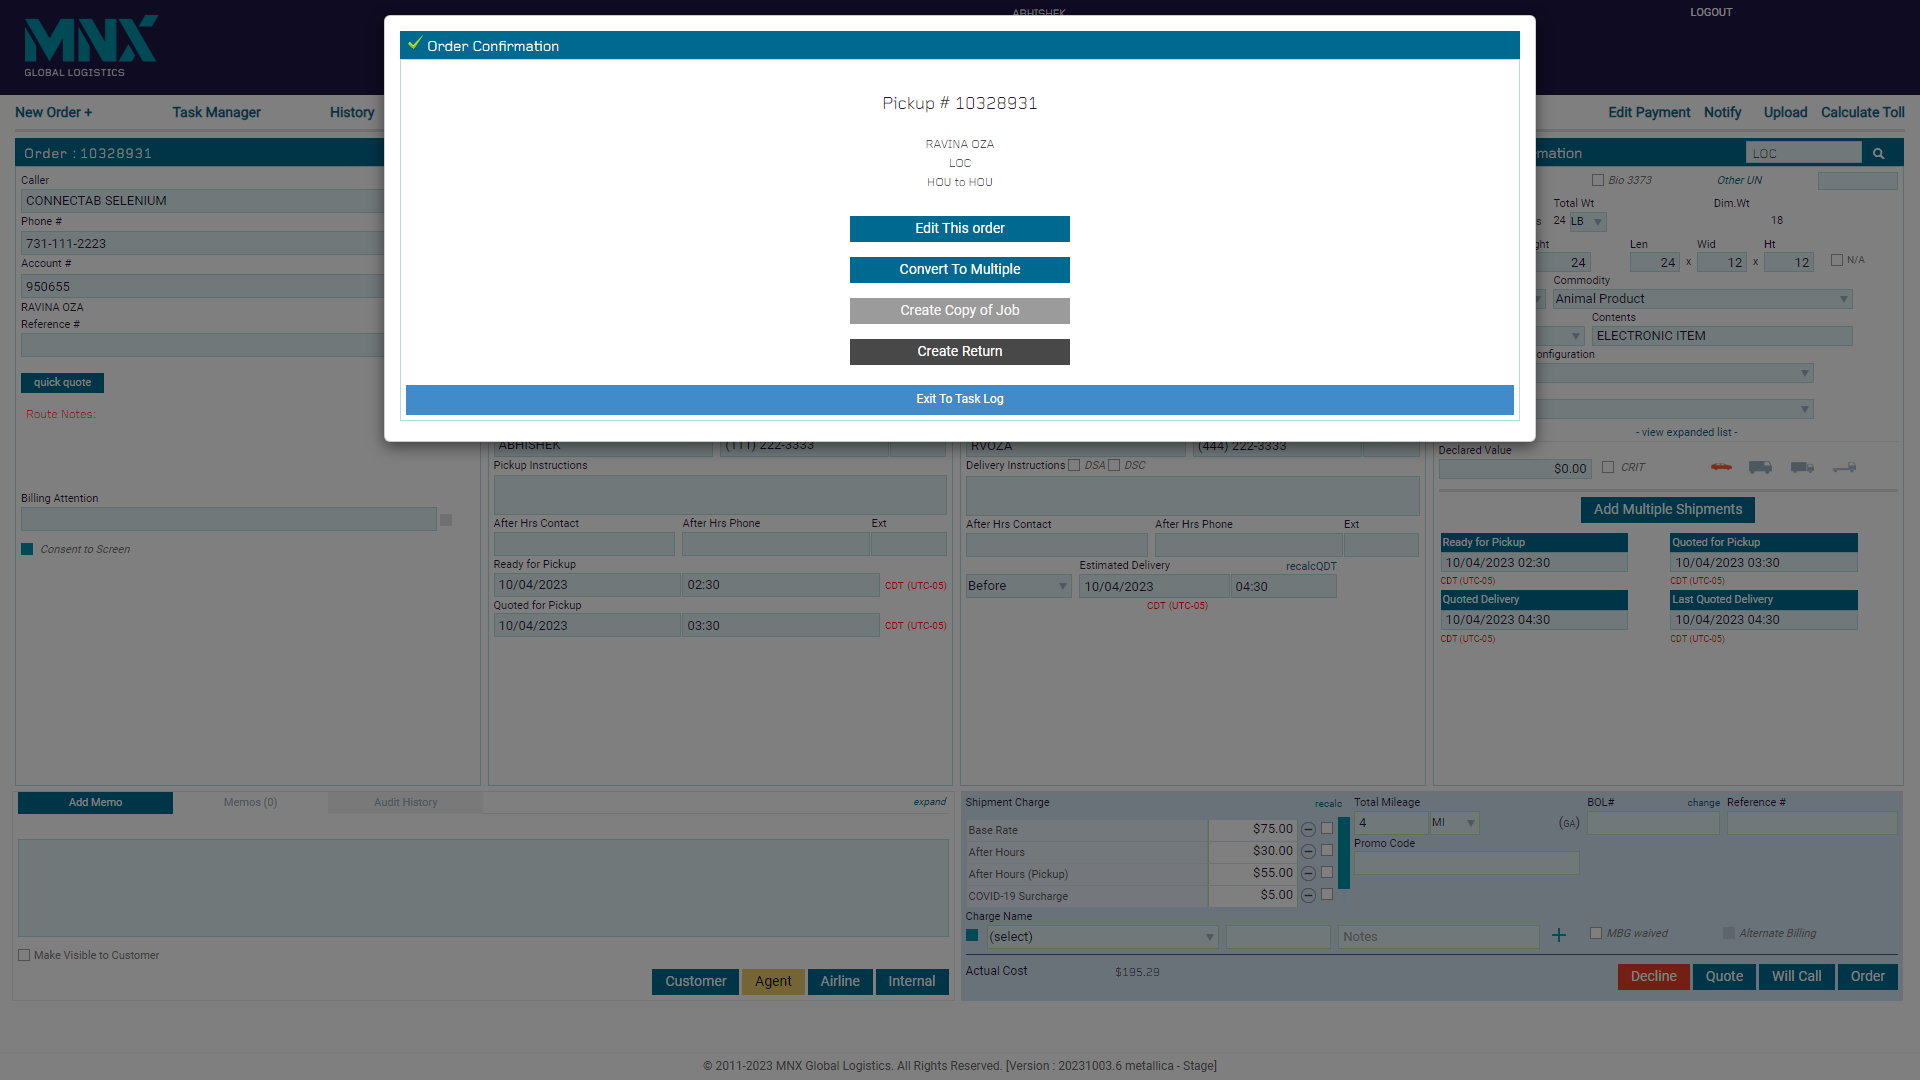 MNX
GLOBAL LOGISTICS
ABHISHEK
LOGOUT
New Order +
Task Manager
History
Edit Payment
Notify
Upload
Calculate Toll
Order Confirmation
Pickup # 10328931
RAVINA OZA
LOC
HOU to HOU
Edit This order
Convert To Multiple
Create Copy of Job
Create Return
Exit To Task Log
Order : 10328931
Caller
CONNECTAB SELENIUM
Phone #
731-111-2223
Account #
950655
RAVINA OZA
Reference #
quick quote
Route Notes:
Billing Attention
Consent to Screen
ABHISHEK
(111) 222-3333
Pickup Instructions
After Hrs Contact After Hrs Phone Ext
Ready for Pickup
10/04/2023 02:30 CDT (UTC-05)
Quoted for Pickup
10/04/2023 03:30 CDT (UTC-05)
RVOZA
(444) 222-3333
Delivery Instructions DSA DSC
After Hrs Contact After Hrs Phone Ext
Estimated Delivery recalcQDT
Before 10/04/2023 04:30
CDT (UTC-05)
mation LOC
Bio 3373 Other UN
Total Wt Dim.Wt
s 24 LB 18
ght Len Wid Ht
24 24 x 12 x 12 N/A
Commodity
Animal Product
Contents
ELECTRONIC ITEM
onfiguration
- view expanded list -
Declared Value
$0.00 CRIT
Add Multiple Shipments
Ready for Pickup Quoted for Pickup
10/04/2023 02:30 10/04/2023 03:30
CDT (UTC-05) CDT (UTC-05)
Quoted Delivery Last Quoted Delivery
10/04/2023 04:30 10/04/2023 04:30
CDT (UTC-05) CDT (UTC-05)
Add Memo Memos (0) Audit History expand
Make Visible to Customer
Customer Agent Airline Internal
Shipment Charge recalc
Base Rate $75.00
After Hours $30.00
After Hours (Pickup) $55.00
COVID-19 Surcharge $5.00
Total Mileage BOL# change Reference #
4 MI (GA)
Promo Code
Charge Name
(select) Notes MBG waived Alternate Billing
Actual Cost $195.29
Decline Quote Will Call Order
© 2011-2023 MNX Global Logistics. All Rights Reserved. [Version : 20231003.6 metallica - Stage]